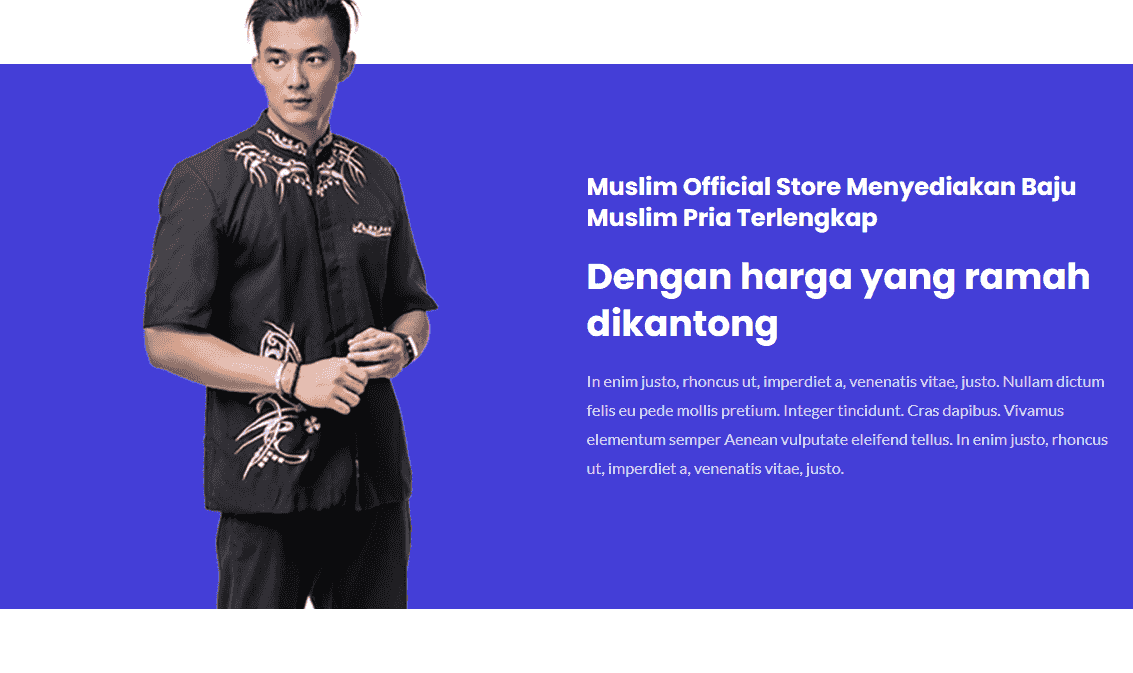 Muslim Official Store Menyediakan Baju
Muslim Pria Terlengkap
Dengan harga yang ramah
dikantong
In enim justo, rhoncus ut, imperdiet a, venenatis vitae, justo. Nullam dictum
felis eu pede mollis pretium. Integer tincidunt. Cras dapibus. Vivamus
elementum semper Aenean vulputate eleifend tellus. In enim justo, rhoncus
ut, imperdiet a, venenatis vitae, justo.